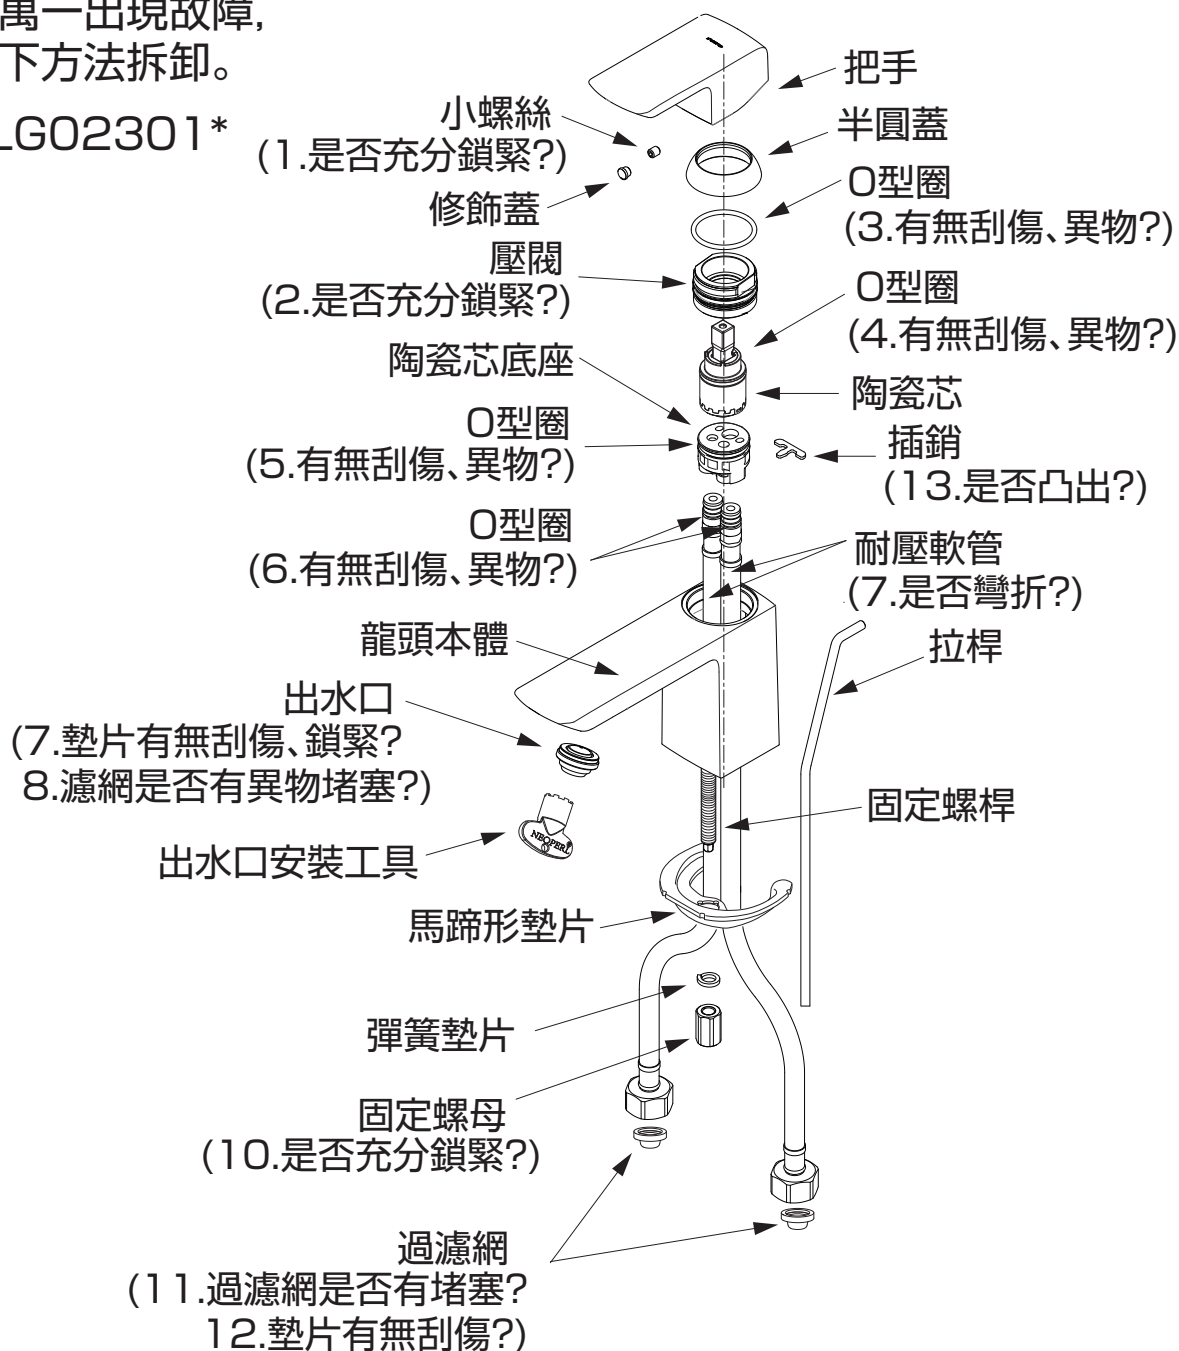 萬一出現故障,
下方法拆卸。
LG02301*
把手
小螺絲
(1.是否充分鎖緊?)
半圓蓋
修飾蓋
O型圈
(3.有無刮傷、異物?)
壓閥
(2.是否充分鎖緊?)
O型圈
(4.有無刮傷、異物?)
陶瓷芯底座
陶瓷芯
O型圈
(5.有無刮傷、異物?)
插銷
(13.是否凸出?)
O型圈
(6.有無刮傷、異物?)
耐壓軟管
(7.是否彎折?)
龍頭本體
拉桿
出水口
(7.墊片有無刮傷、鎖緊?
8.濾網是否有異物堵塞?)
固定螺桿
NEOPERL
出水口安裝工具
馬蹄形墊片
彈簧墊片
固定螺母
(10.是否充分鎖緊?)
過濾網
(11.過濾網是否有堵塞?
12.墊片有無刮傷?)